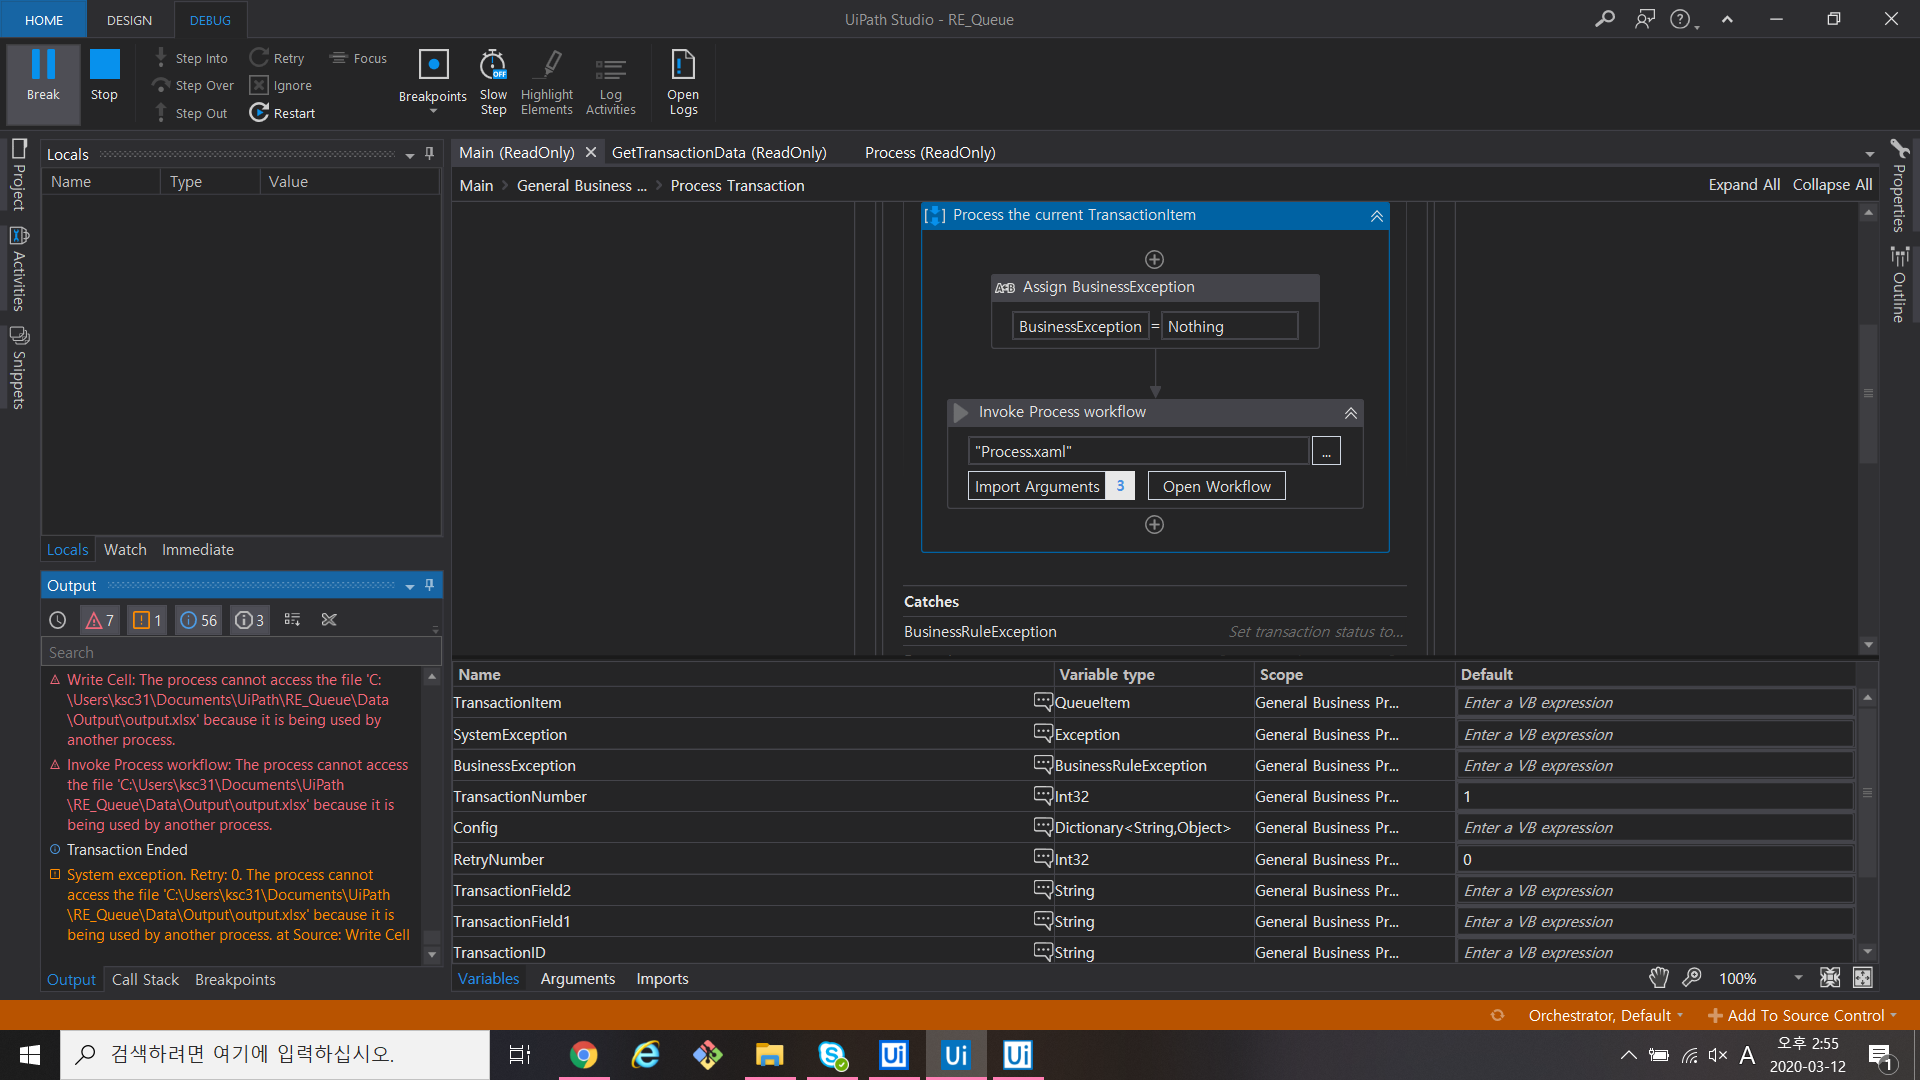 HOME
DESIGN
DEBUG
UiPath Studio - RE_Queue
Break
Stop
Step Into
Step Over
Step Out
Retry
Ignore
Restart
Focus
Breakpoints
OFF
Slow Step
Highlight Elements
Log Activities
Open Logs
Project
Activities
Snippets
Locals
Name Type Value
Locals Watch Immediate
Output
7 1 56 3
Search
Write Cell: The process cannot access the file 'C:
\Users\ksc31\Documents\UiPath\RE_Queue\Data
\Output\output.xlsx' because it is being used by
another process.
Invoke Process workflow: The process cannot access
the file 'C:\Users\ksc31\Documents\UiPath
\RE_Queue\Data\Output\output.xlsx' because it is
being used by another process.
Transaction Ended
System exception. Retry: 0. The process cannot
access the file 'C:\Users\ksc31\Documents\UiPath
\RE_Queue\Data\Output\output.xlsx' because it is
being used by another process. at Source: Write Cell
Output Call Stack Breakpoints
Main (ReadOnly) GetTransactionData (ReadOnly) Process (ReadOnly)
Main General Business ... Process Transaction
Expand All Collapse All
Process the current TransactionItem
A+B Assign BusinessException
BusinessException = Nothing
Invoke Process workflow
"Process.xaml" ...
Import Arguments 3 Open Workflow
Catches
BusinessRuleException Set transaction status to...
Name Variable type Scope Default
TransactionItem QueueItem General Business Pr... Enter a VB expression
SystemException Exception General Business Pr... Enter a VB expression
BusinessException BusinessRuleException General Business Pr... Enter a VB expression
TransactionNumber Int32 General Business Pr... 1
Config Dictionary<String,Object> General Business Pr... Enter a VB expression
RetryNumber Int32 General Business Pr... 0
TransactionField2 String General Business Pr... Enter a VB expression
TransactionField1 String General Business Pr... Enter a VB expression
TransactionID String General Business Pr... Enter a VB expression
Variables Arguments Imports
100%
Properties
Outline
Orchestrator, Default Add To Source Control
검색하려면 여기에 입력하십시오.
Ui Ui Ui
A
오후 2:55
2020-03-12
1